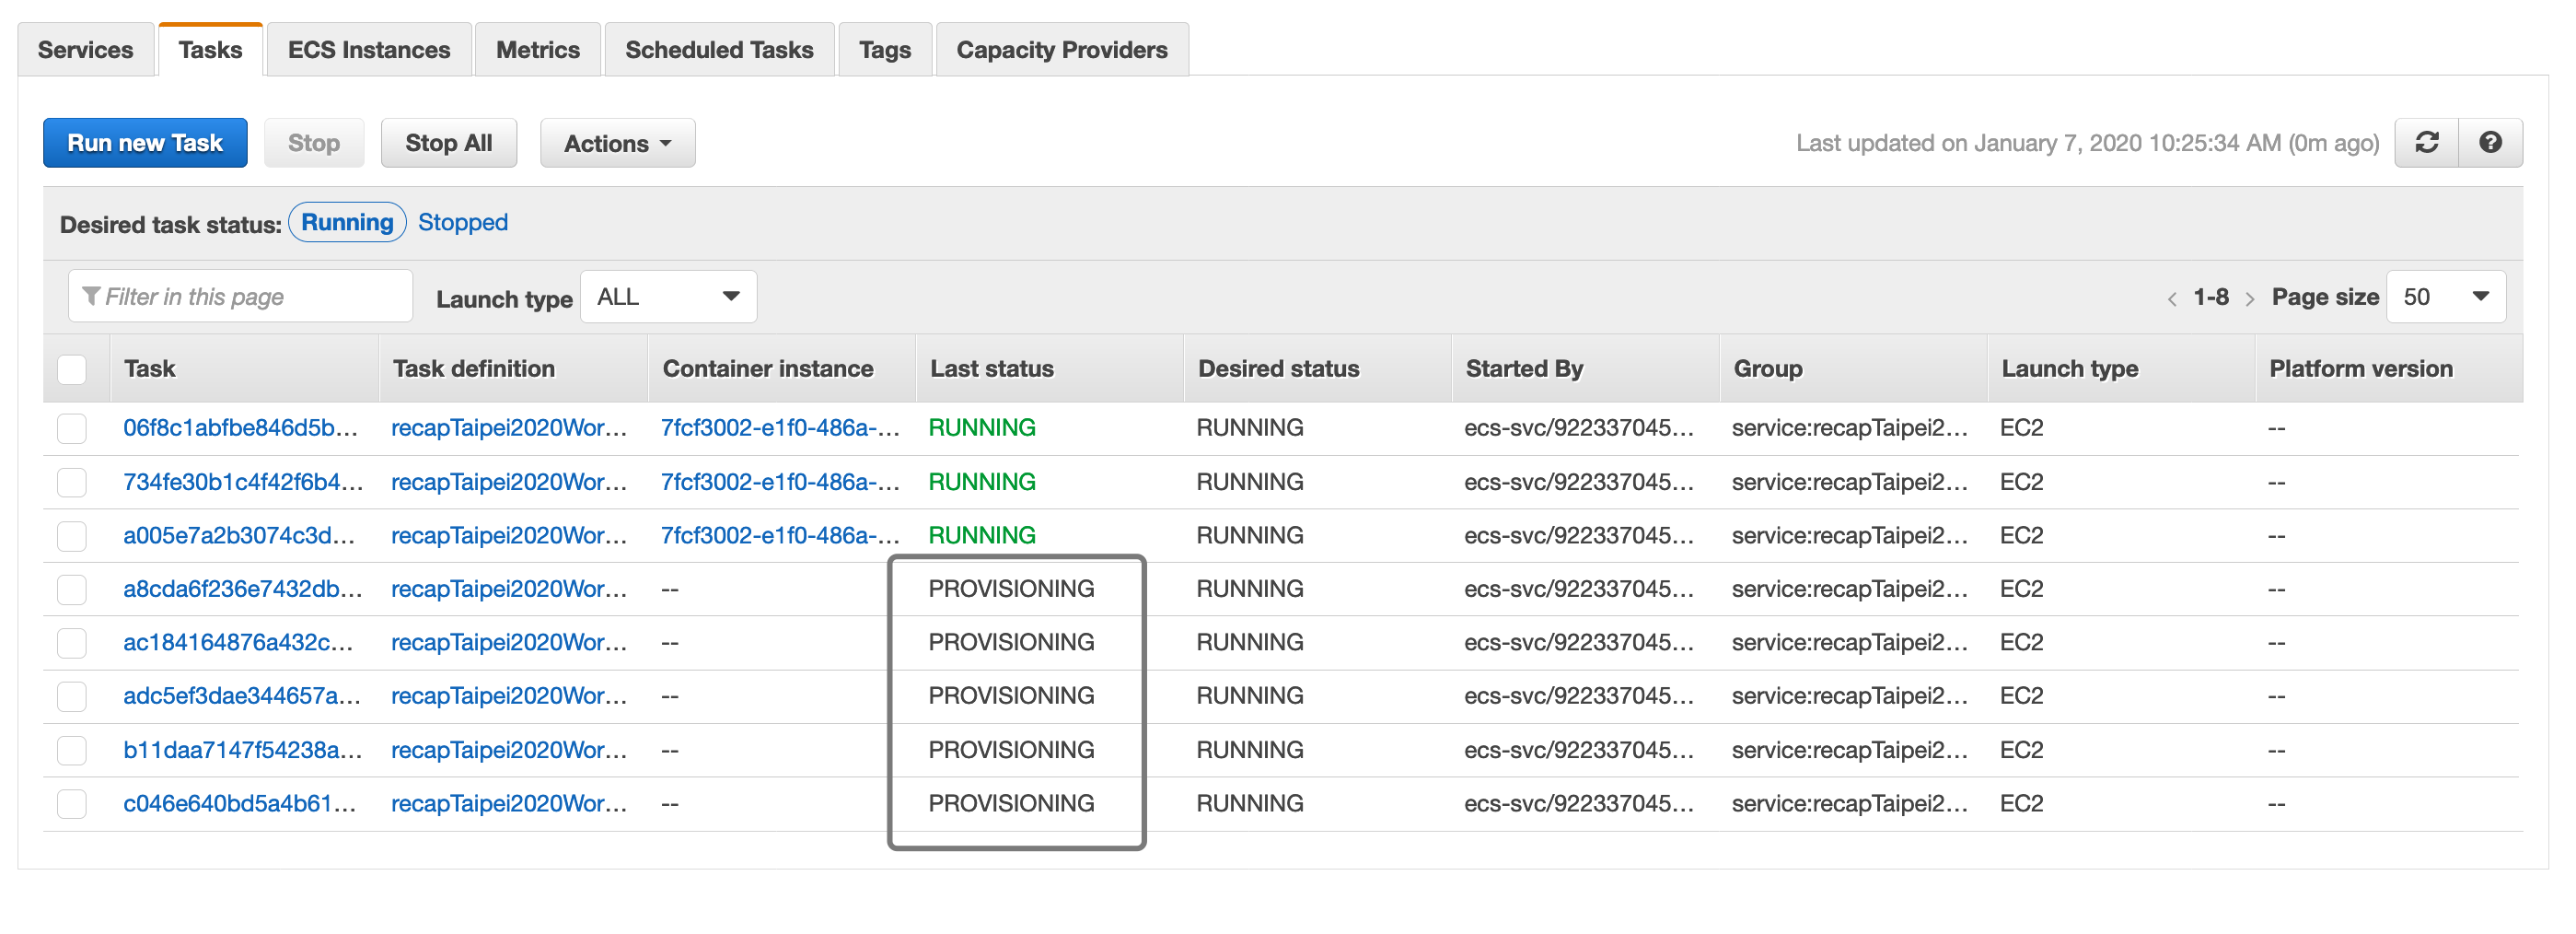 Services Tasks ECS Instances Metrics Scheduled Tasks Tags Capacity Providers
Run new Task Stop Stop All Actions Last updated on January 7, 2020 10:25:34 AM (0m ago)
Desired task status: Running Stopped
Filter in this page Launch type ALL < 1-8 > Page size 50
Task Task definition Container instance Last status Desired status Started By Group Launch type Platform version
06f8c1abfbe846d5b... recapTaipei2020Wor... 7fcf3002-e1f0-486a-... RUNNING RUNNING ecs-svc/922337045... service:recapTaipei2... EC2 --
734fe30b1c4f42f6b4... recapTaipei2020Wor... 7fcf3002-e1f0-486a-... RUNNING RUNNING ecs-svc/922337045... service:recapTaipei2... EC2 --
a005e7a2b3074c3d... recapTaipei2020Wor... 7fcf3002-e1f0-486a-... RUNNING RUNNING ecs-svc/922337045... service:recapTaipei2... EC2 --
a8cda6f236e7432db... recapTaipei2020Wor... -- PROVISIONING RUNNING ecs-svc/922337045... service:recapTaipei2... EC2 --
ac184164876a432c... recapTaipei2020Wor... -- PROVISIONING RUNNING ecs-svc/922337045... service:recapTaipei2... EC2 --
adc5ef3dae344657a... recapTaipei2020Wor... -- PROVISIONING RUNNING ecs-svc/922337045... service:recapTaipei2... EC2 --
b11daa7147f54238a... recapTaipei2020Wor... -- PROVISIONING RUNNING ecs-svc/922337045... service:recapTaipei2... EC2 --
c046e640bd5a4b61... recapTaipei2020Wor... -- PROVISIONING RUNNING ecs-svc/922337045... service:recapTaipei2... EC2 --